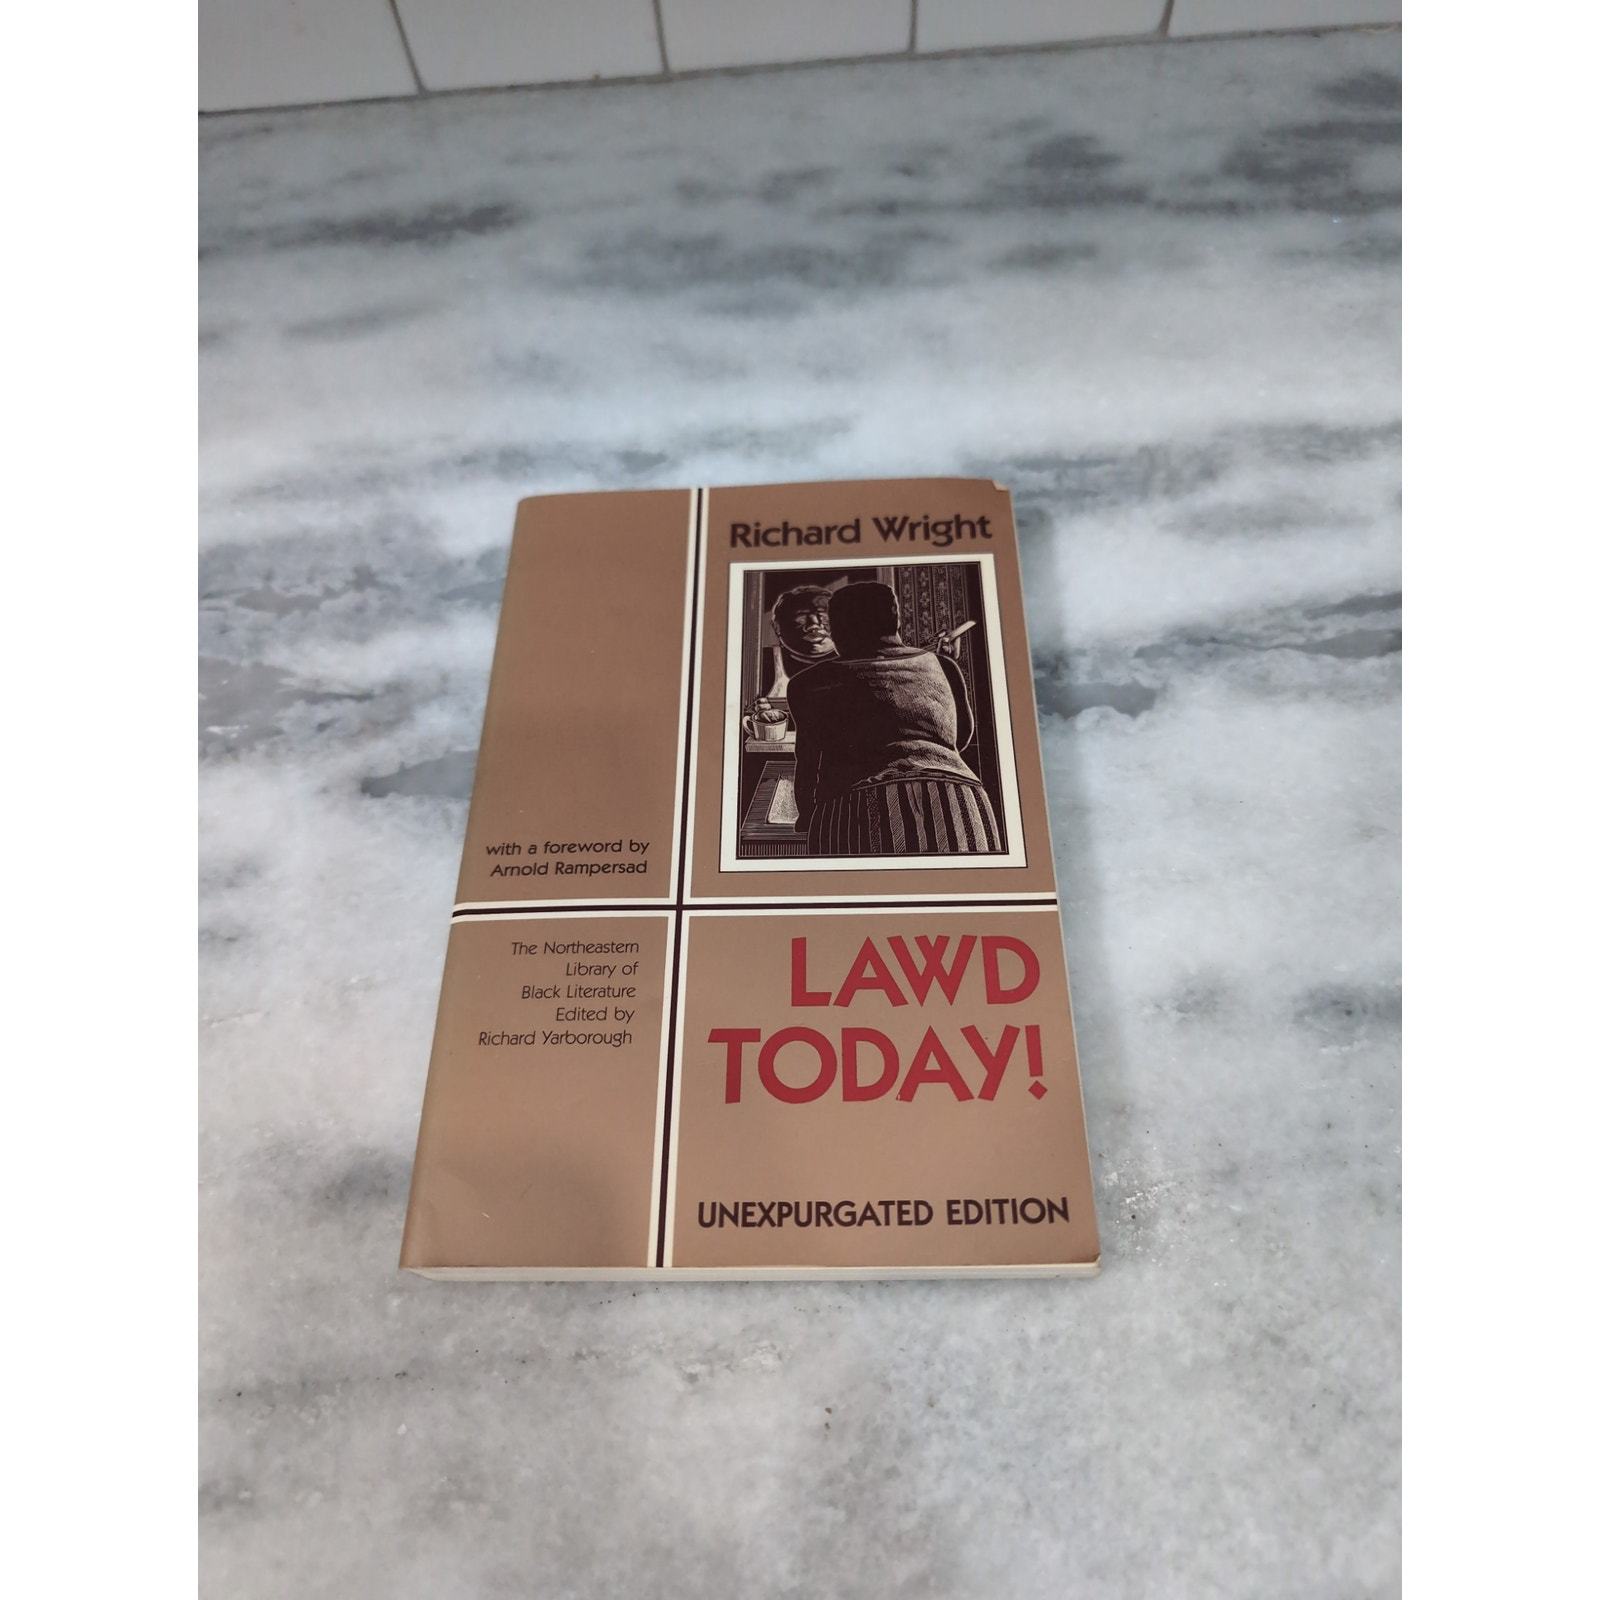 Richard Wright
with a foreword by
Arnold Rampersad
The Northeastern
Library of
Black Literature
Edited by
Richard Yarborough
LAWD
TODAY!
UNEXPURGATED EDITION